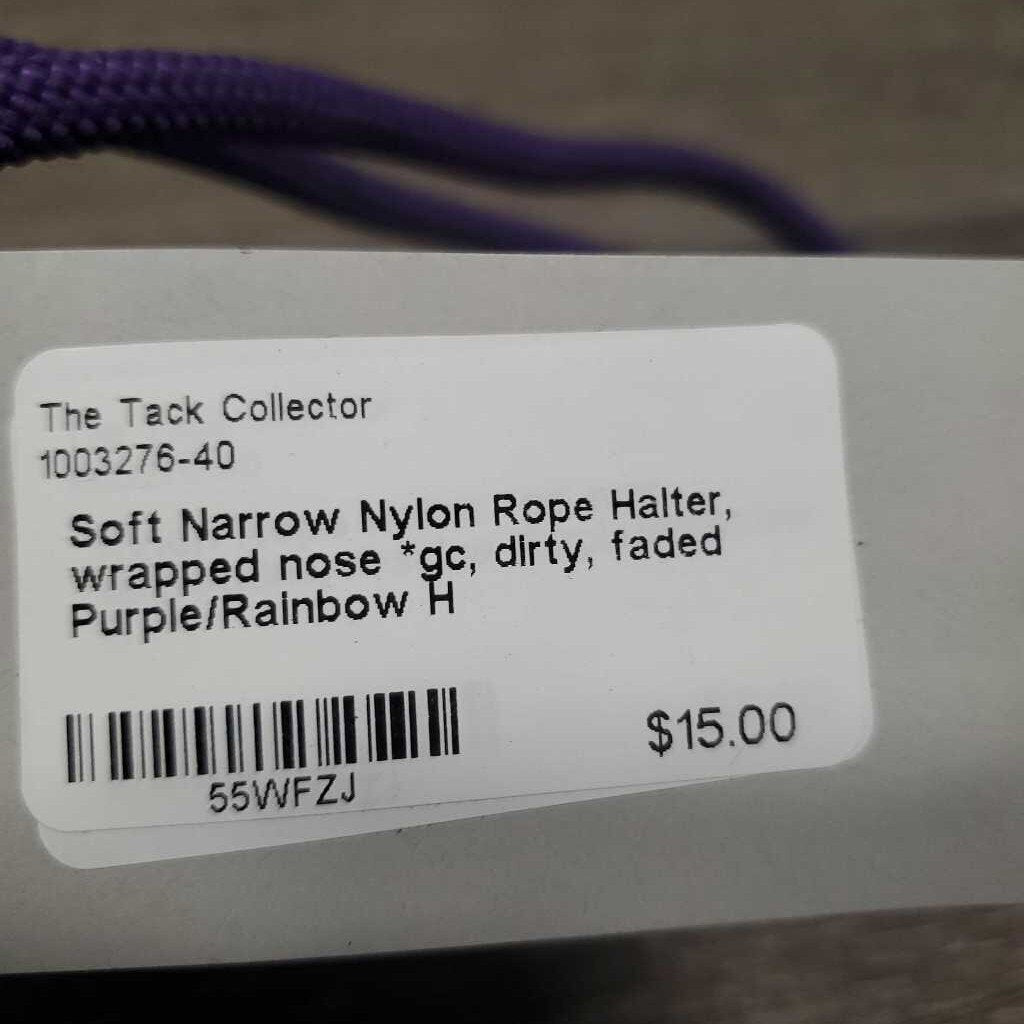 The Tack Collector
1003276-40
Soft Narrow Nylon Rope Halter,
wrapped nose *gc, dirty, faded
Purple/Rainbow H
55WFZJ
$15.00